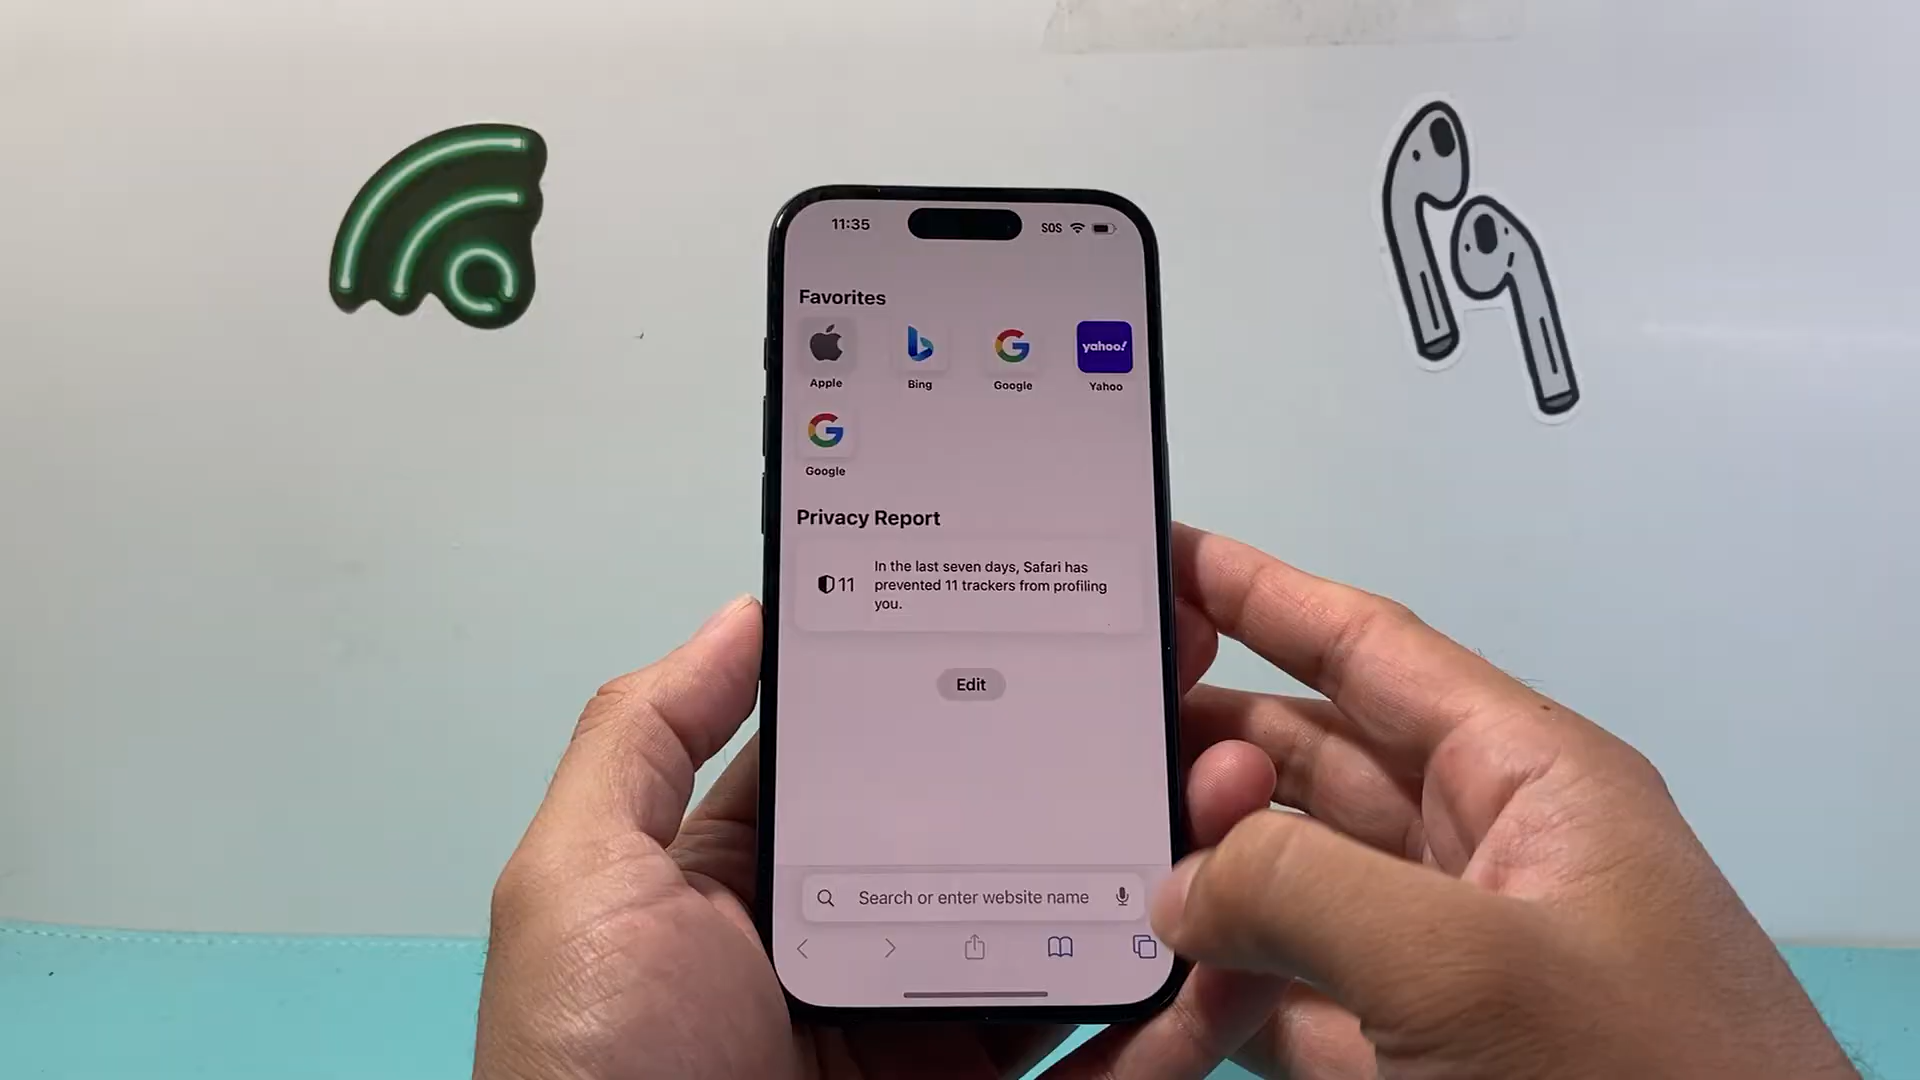 11:35
SOS
Favorites
yahoo!
Apple
Bing
Google
Yahoo
Google
Privacy Report
11
In the last seven days, Safari has
prevented 11 trackers from profiling
you.
Edit
Search or enter website name